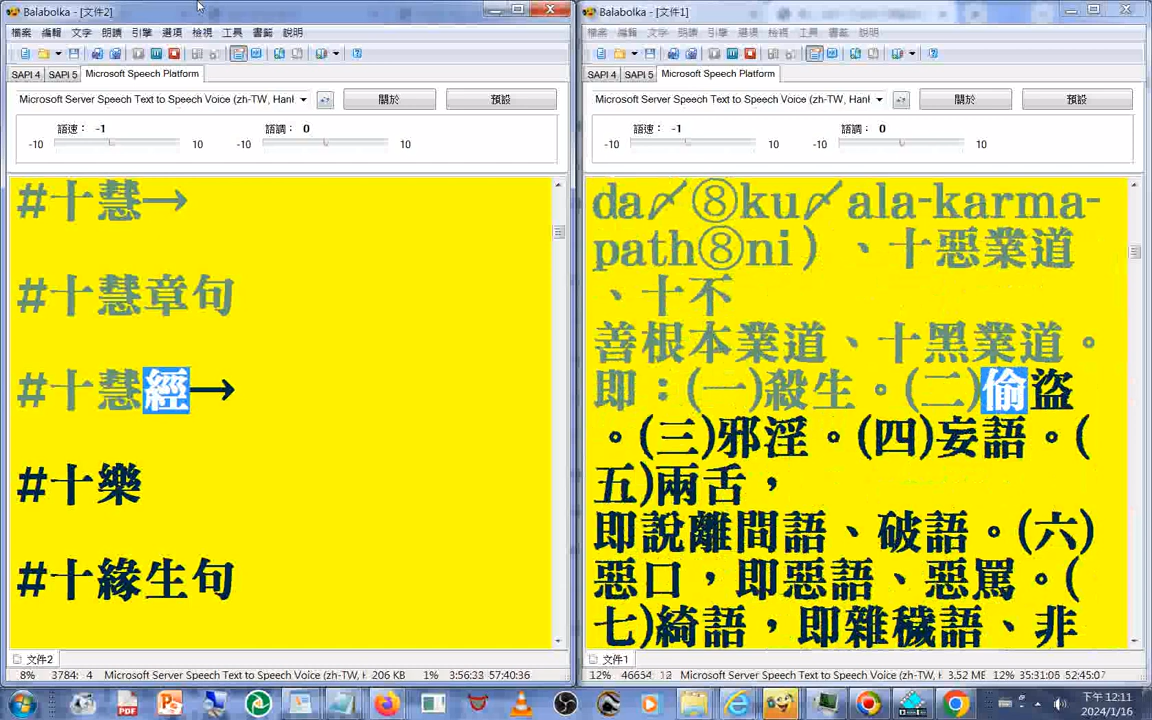 Balabolka - [文件2]
檔案 編輯 文字 朗讀 引擎 選項 檢視 工具 書籤 說明
SAPI 4 SAPI 5 Microsoft Speech Platform
Microsoft Server Speech Text to Speech Voice (zh-TW, Hanl
關於 預設
語速： -1 語調： 0
-10 10 -10 10
#十慧→
#十慧章句
#十慧經→
#十樂
#十緣生句
文件2
8% 3784: 4 Microsoft Server Speech Text to Speech Voice (zh-TW, H 206 KB 1% 3:56:33 57:40:36
Balabolka - [文件1]
檔案 編輯 文字 朗讀 引擎 選項 檢視 工具 書籤 說明
SAPI 4 SAPI 5 Microsoft Speech Platform
Microsoft Server Speech Text to Speech Voice (zh-TW, Hanl
關於 預設
語速： -1 語調： 0
-10 10 -10 10
da〆⑧ku〆ala-karma-
path⑧ni）、十惡業道
、十不
善根本業道、十黑業道。
即：(一)殺生。(二)偷盜
。(三)邪淫。(四)妄語。(
五)兩舌，
即說離間語、破語。(六)
惡口，即惡語、惡罵。(
七)綺語，即雜穢語、非
文件1
12% 46654: 12 Microsoft Server Speech Text to Speech Voice (zh-TW, H 3.52 ME 12% 35:31:06 52:45:07
下午 12:11
2024/1/16